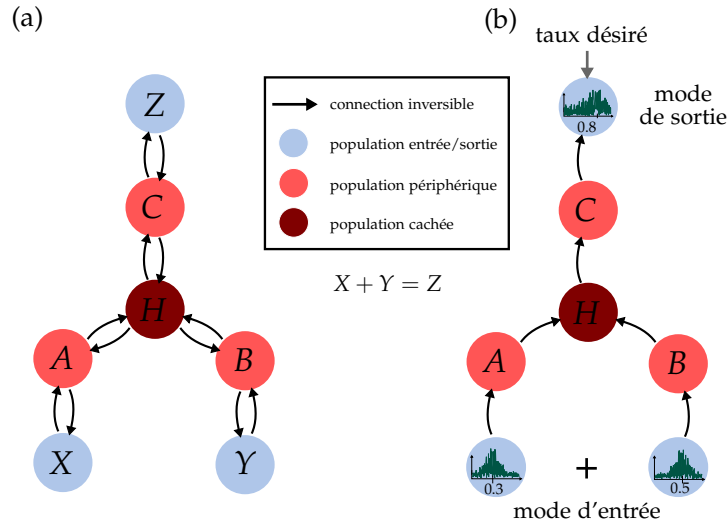 (a)
Z
C
H
A
B
X
Y
connection inversible
population entrée/sortie
population périphérique
population cachée
X + Y = Z
(b)
taux désiré
0.8
mode
de sortie
C
H
A
B
0.3
+
0.5
mode d'entrée